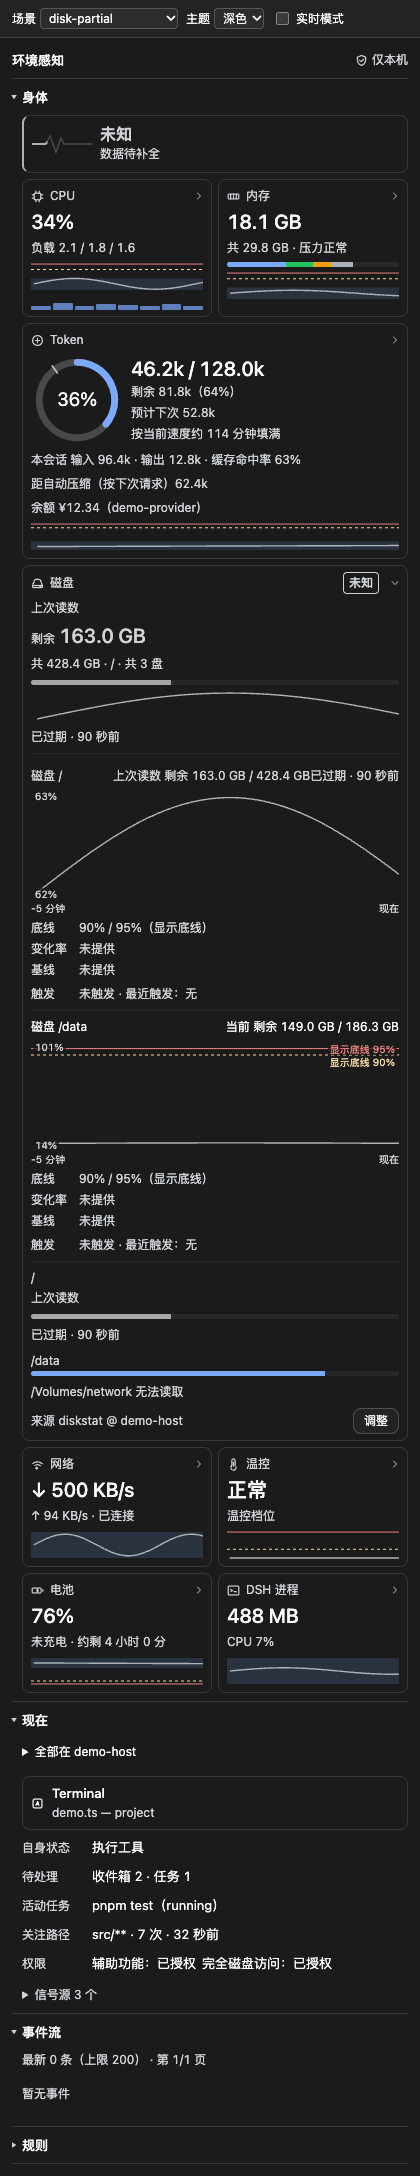 场景 disk-partial 主题 深色 实时模式
环境感知 仅本机
身体
未知
数据待补全
CPU
34%
负载 2.1 / 1.8 / 1.6
内存
18.1 GB
共 29.8 GB · 压力正常
Token
36%
46.2k / 128.0k
剩余 81.8k（64%）
预计下次 52.8k
按当前速度约 114 分钟填满
本会话 输入 96.4k · 输出 12.8k · 缓存命中率 63%
距自动压缩（按下次请求）62.4k
余额 ¥12.34（demo-provider）
磁盘 未知
上次读数
剩余 163.0 GB
共 428.4 GB · / · 共 3 盘
已过期 · 90 秒前
磁盘 / 上次读数 剩余 163.0 GB / 428.4 GB已过期 · 90 秒前
63%
62%
-5 分钟 现在
底线 90% / 95%（显示底线）
变化率 未提供
基线 未提供
触发 未触发 · 最近触发：无
磁盘 /data 当前 剩余 149.0 GB / 186.3 GB
101% 显示底线 95%
显示底线 90%
14%
-5 分钟 现在
底线 90% / 95%（显示底线）
变化率 未提供
基线 未提供
触发 未触发 · 最近触发：无
/
上次读数
已过期 · 90 秒前
/data
/Volumes/network 无法读取
来源 diskstat @ demo-host 调整
网络
↓ 500 KB/s
↑ 94 KB/s · 已连接
温控
正常
温控档位
电池
76%
未充电 · 约剩 4 小时 0 分
DSH 进程
488 MB
CPU 7%
现在
全部在 demo-host
Terminal
demo.ts — project
自身状态 执行工具
待处理 收件箱 2 · 任务 1
活动任务 pnpm test（running）
关注路径 src/** · 7 次 · 32 秒前
权限 辅助功能：已授权 完全磁盘访问：已授权
信号源 3 个
事件流
最新 0 条（上限 200） · 第 1/1 页
暂无事件
规则